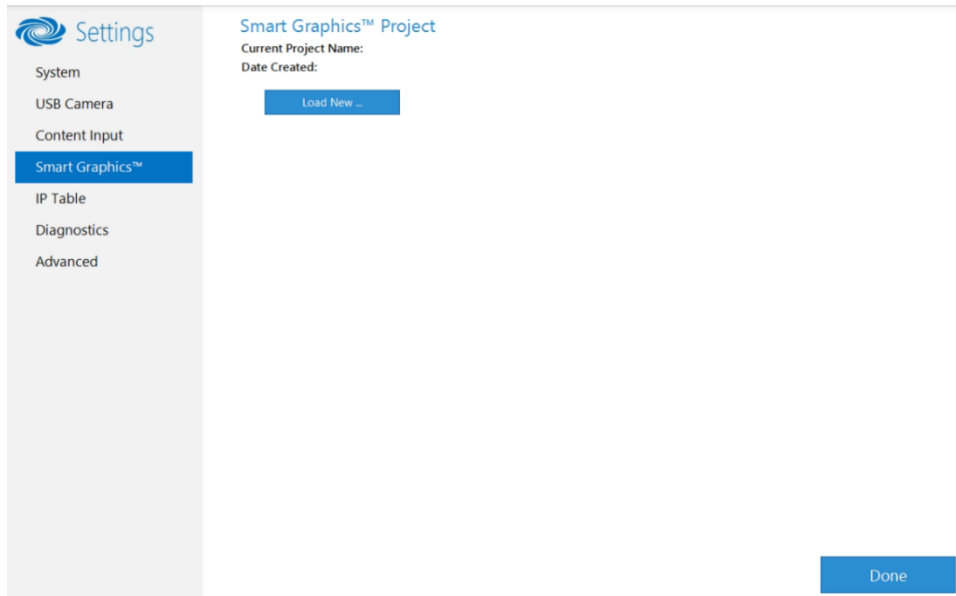 Settings
System
USB Camera
Content Input
Smart Graphics™
IP Table
Diagnostics
Advanced
Smart Graphics™ Project
Current Project Name:
Date Created:
Load New ...
Done